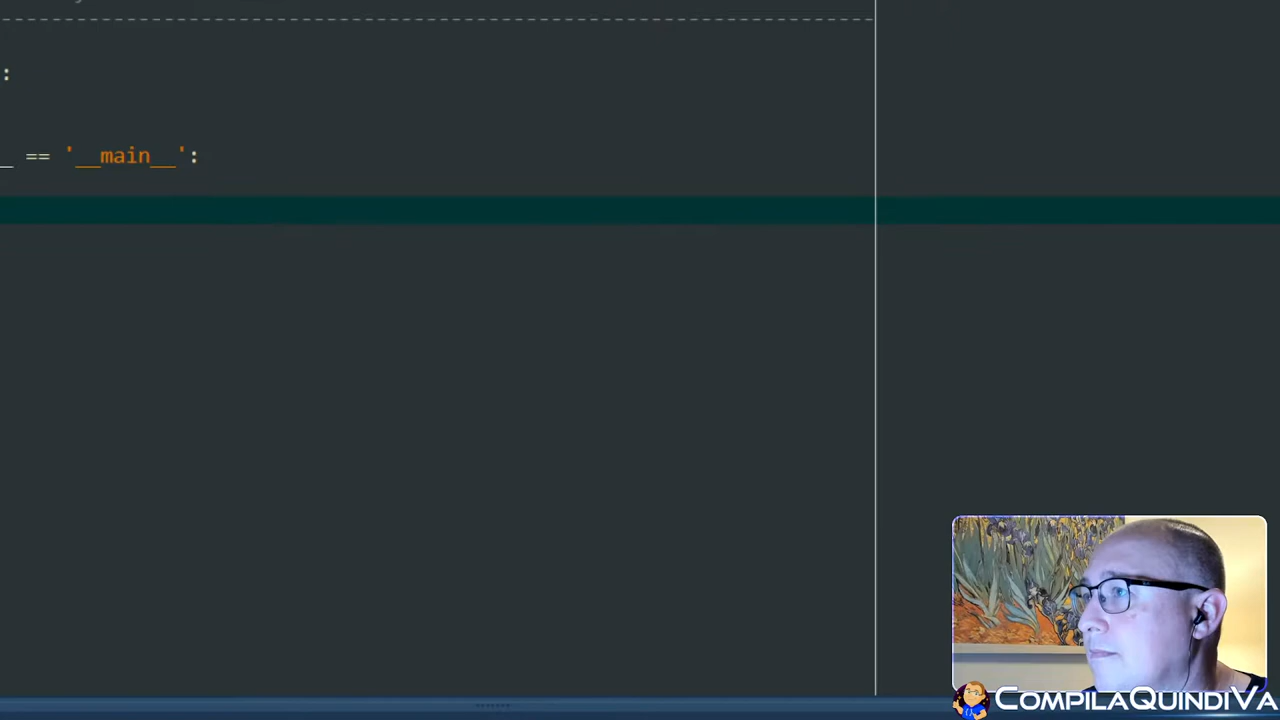 :
_ == '__main__':
COMPILAQUINDIVA